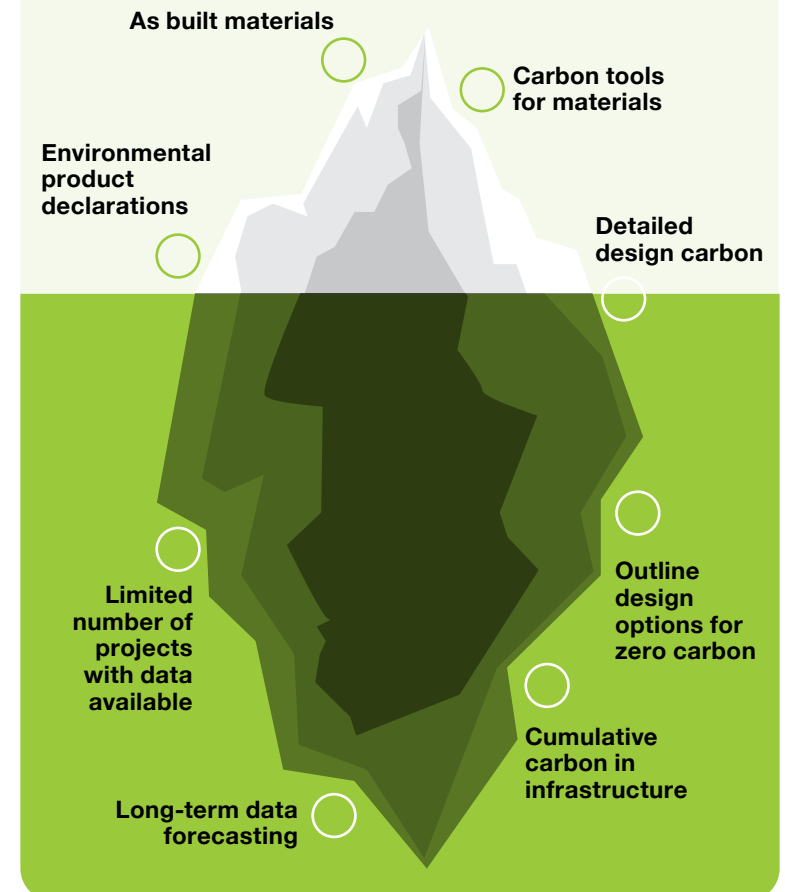 As built materials
Carbon tools
for materials
Environmental
product
declarations
Detailed
design carbon
Limited
number of
projects
with data
available
Outline
design
options for
zero carbon
Cumulative
carbon in
infrastructure
Long-term data
forecasting